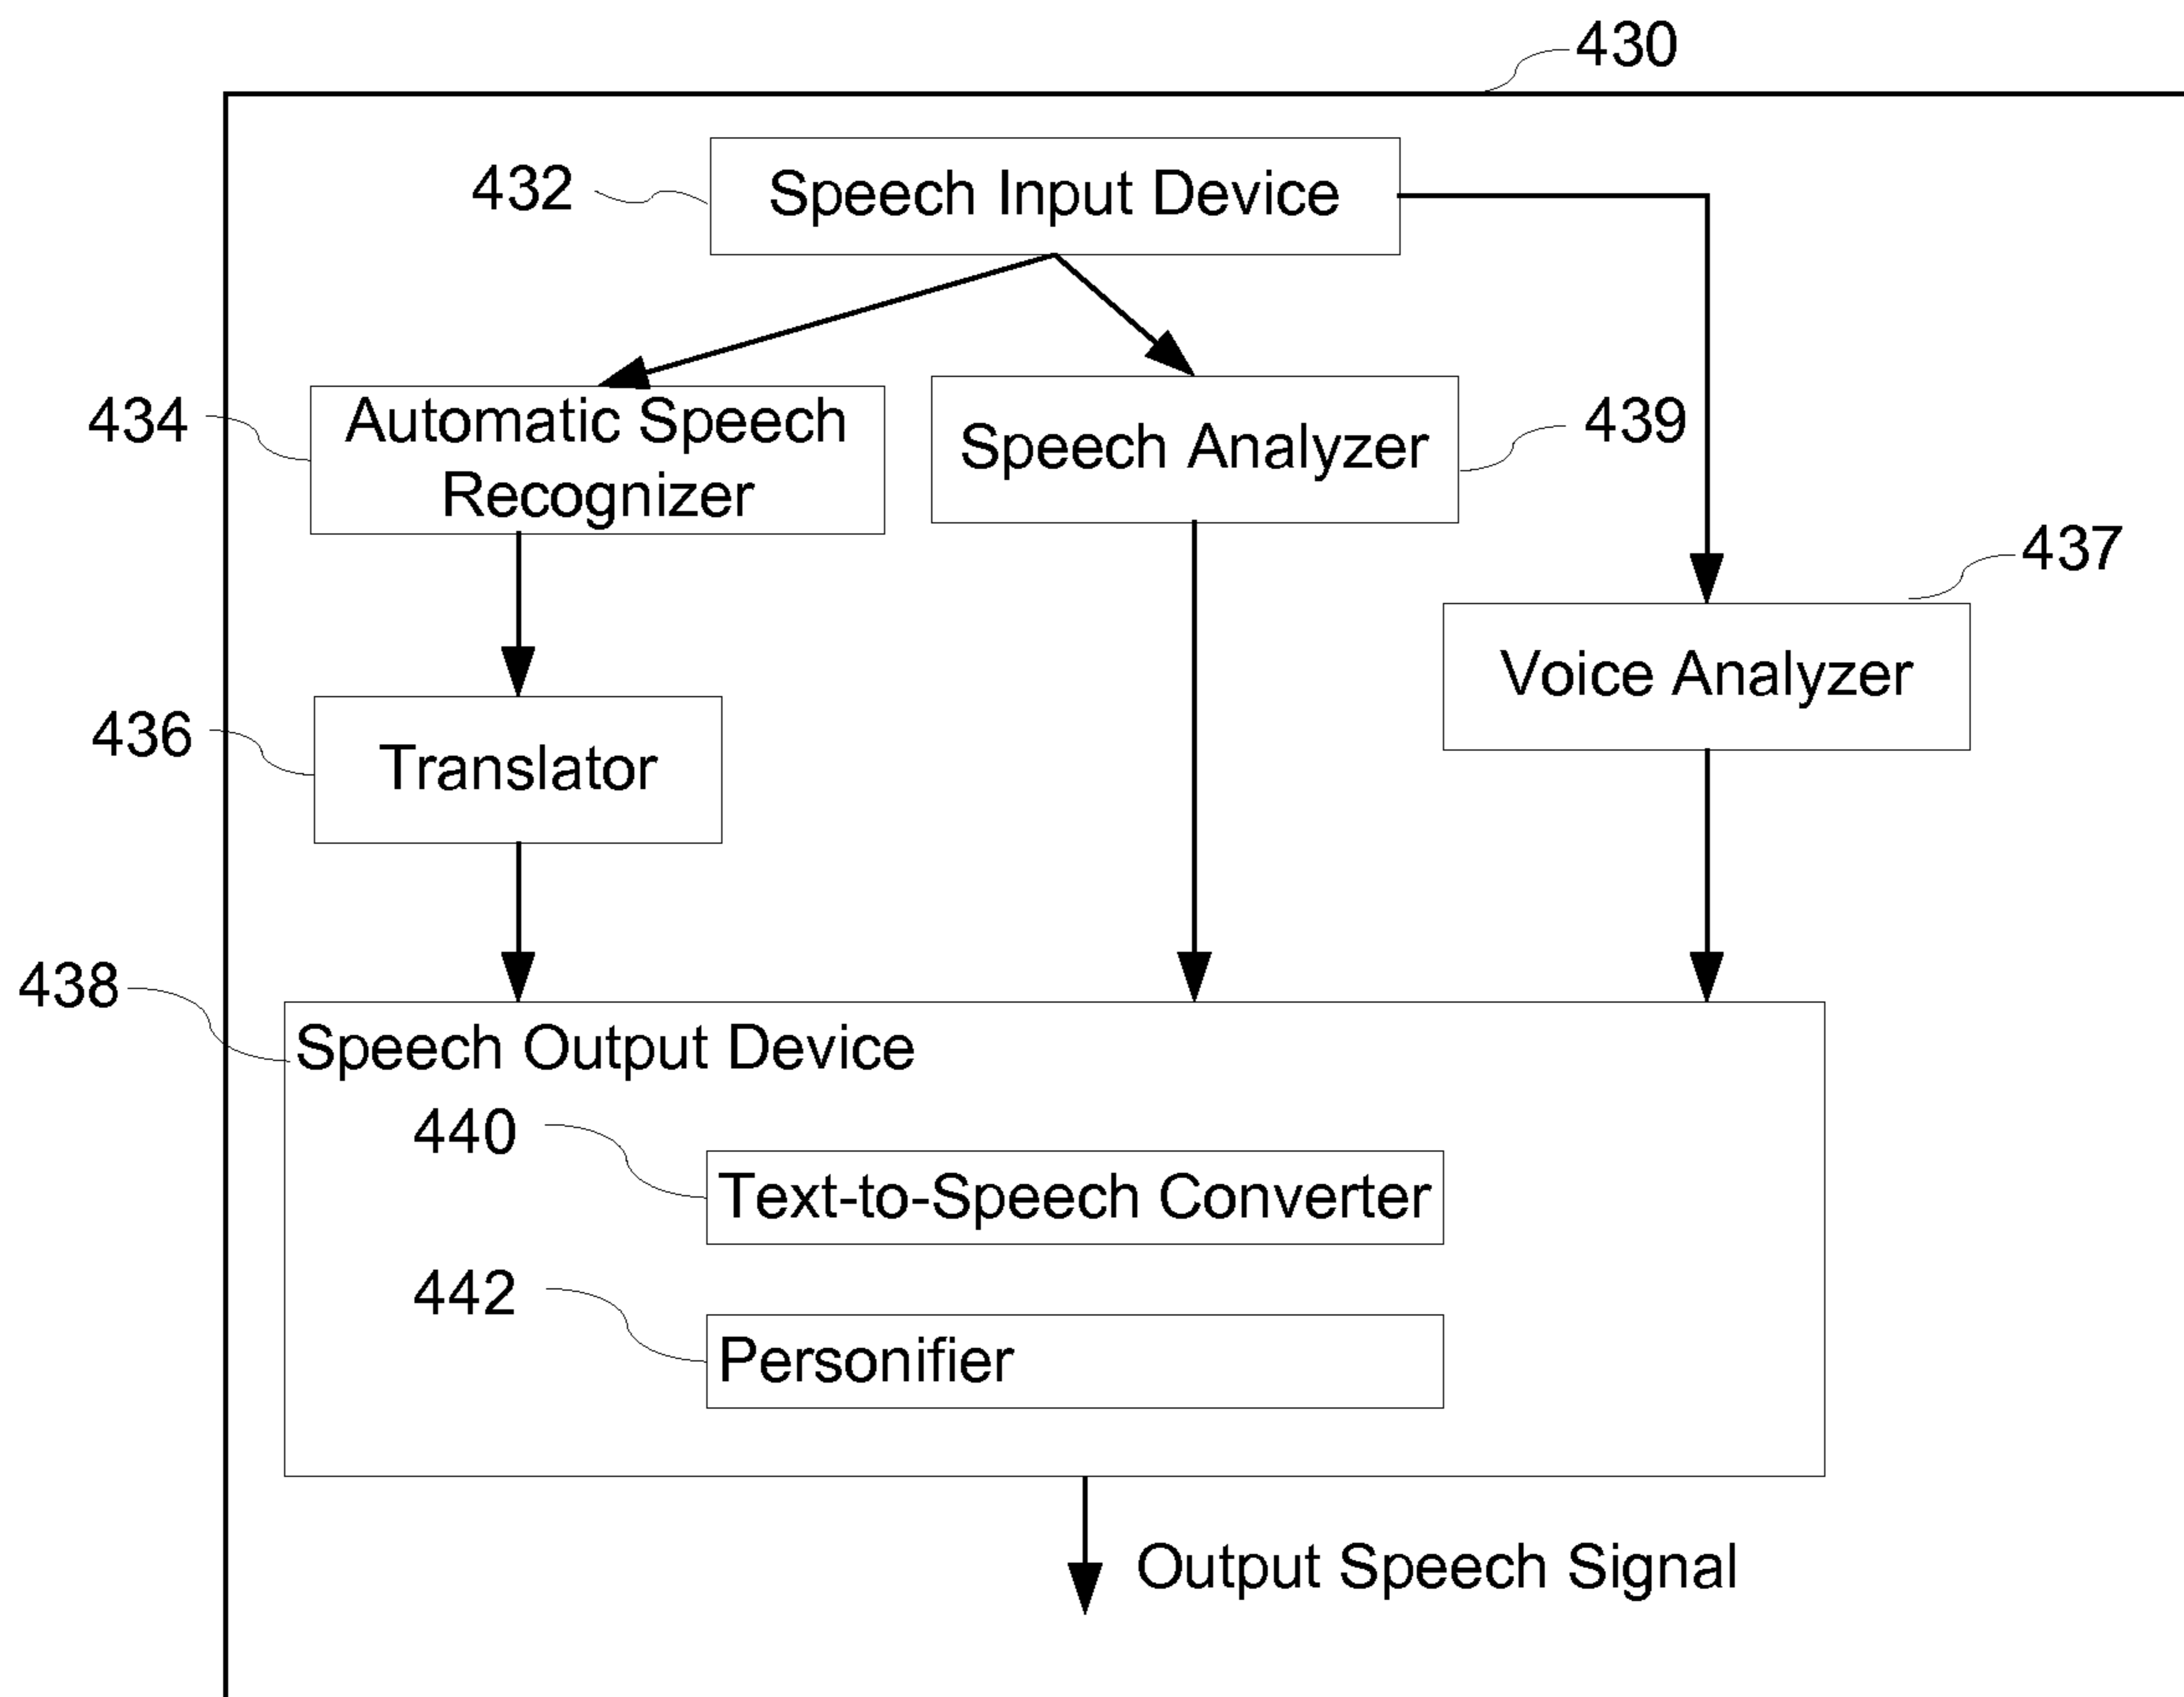 430
432
Speech Input Device
434
Automatic Speech
Recognizer
Speech Analyzer
439
437
Voice Analyzer
436
Translator
438
Speech Output Device
440
Text-to-Speech Converter
442
Personifier
Output Speech Signal